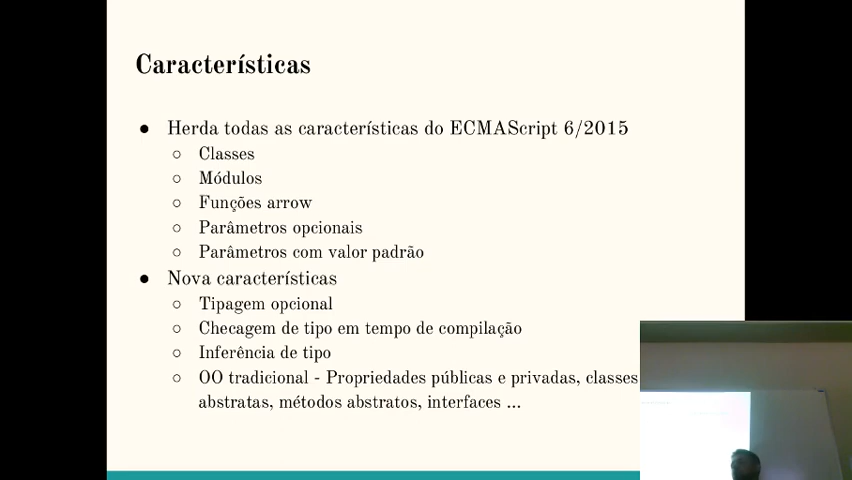 Características
● Herda todas as características do ECMAScript 6/2015
○ Classes
○ Módulos
○ Funções arrow
○ Parâmetros opcionais
○ Parâmetros com valor padrão
● Nova características
○ Tipagem opcional
○ Checagem de tipo em tempo de compilação
○ Inferência de tipo
○ OO tradicional - Propriedades públicas e privadas, classes
abstratas, métodos abstratos, interfaces ...